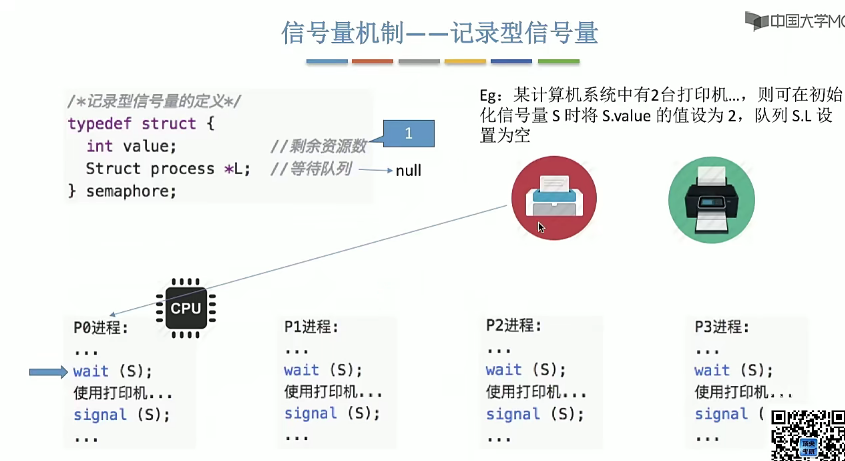 中国大学MO
信号量机制——记录型信号量
/*记录型信号量的定义*/
typedef struct {
int value; //剩余资源数
Struct process *L; //等待队列
} semaphore;
1
null
Eg：某计算机系统中有2台打印机...，则可在初始
化信号量 S 时将 S.value 的值设为 2，队列 S.L 设
置为空
CPU
P0进程:
...
wait (S);
使用打印机...
signal (S);
...
P1进程:
...
wait (S);
使用打印机...
signal (S);
...
P2进程:
...
wait (S);
使用打印机...
signal (S);
...
P3进程:
...
wait (S);
使用打印机...
signal (
...